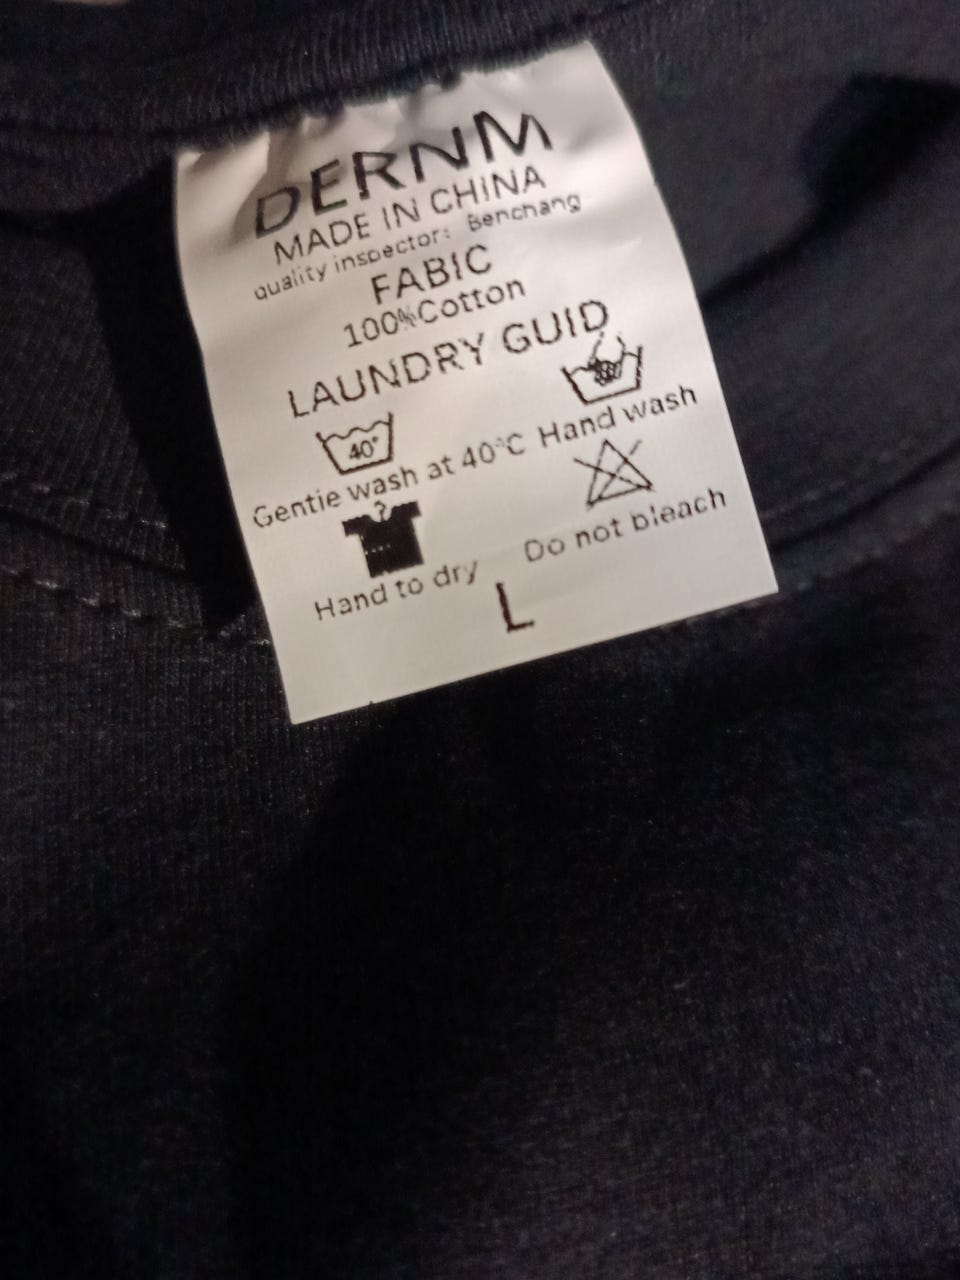 DERNM
MADE IN CHINA
quality inspector: Benchang
FABIC
100%Cotton
LAUNDRY GUID
40°
Gentie wash at 40°C Hand wash
Hand to dry Do not bleach
L